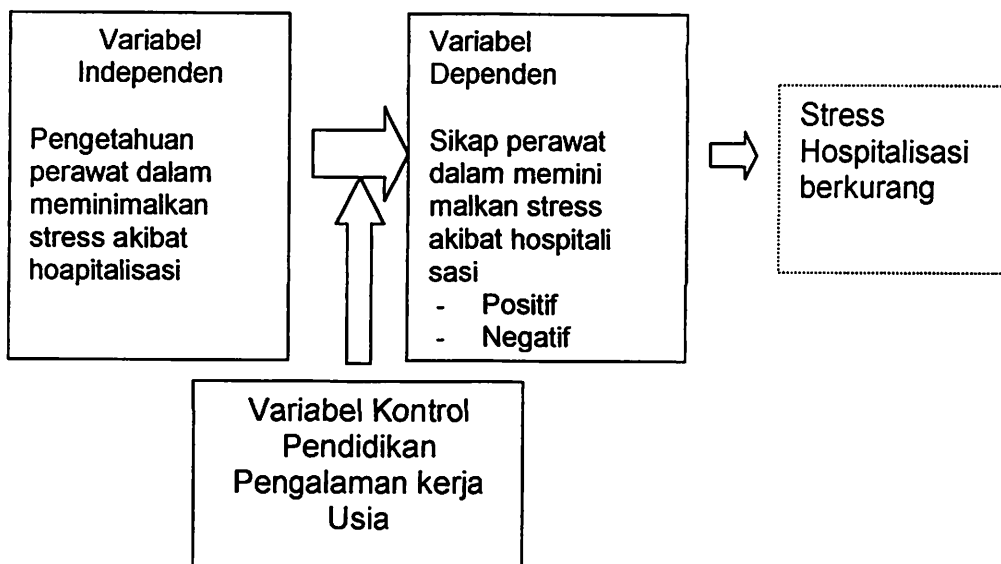 Variabel
Independen
Pengetahuan
perawat dalam
meminimalkan
stress akibat
hoapitalisasi
Variabel
Dependen
Sikap perawat
dalam memini
malkan stress
akibat hospitali
sasi
- Positif
- Negatif
Stress
Hospitalisasi
berkurang
Variabel Kontrol
Pendidikan
Pengalaman kerja
Usia